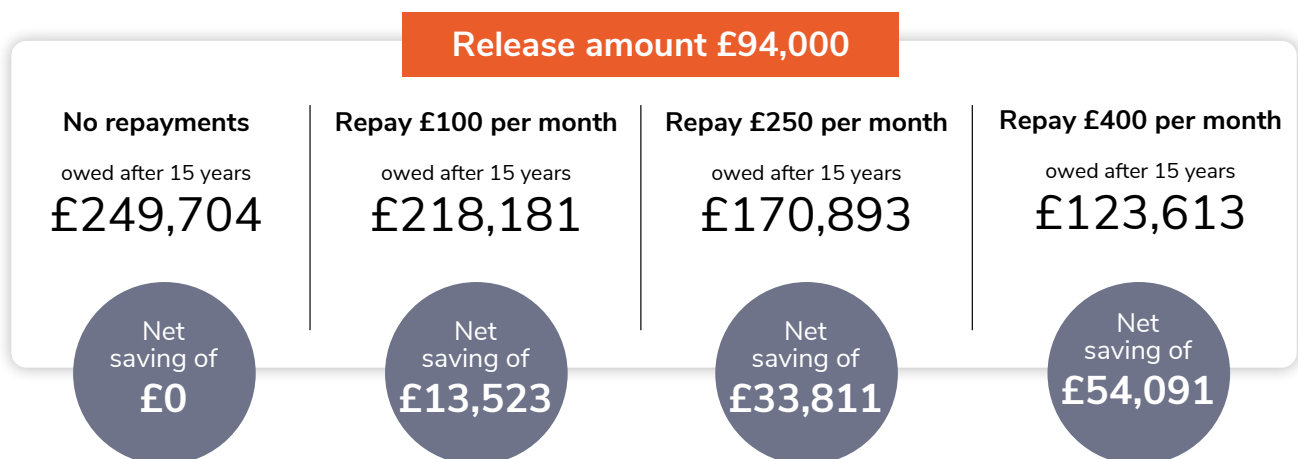 Release amount £94,000
No repayments
owed after 15 years
£249,704
Net
saving of
£0
Repay £100 per month
owed after 15 years
£218,181
Net
saving of
£13,523
Repay £250 per month
owed after 15 years
£170,893
Net
saving of
£33,811
Repay £400 per month
owed after 15 years
£123,613
Net
saving of
£54,091